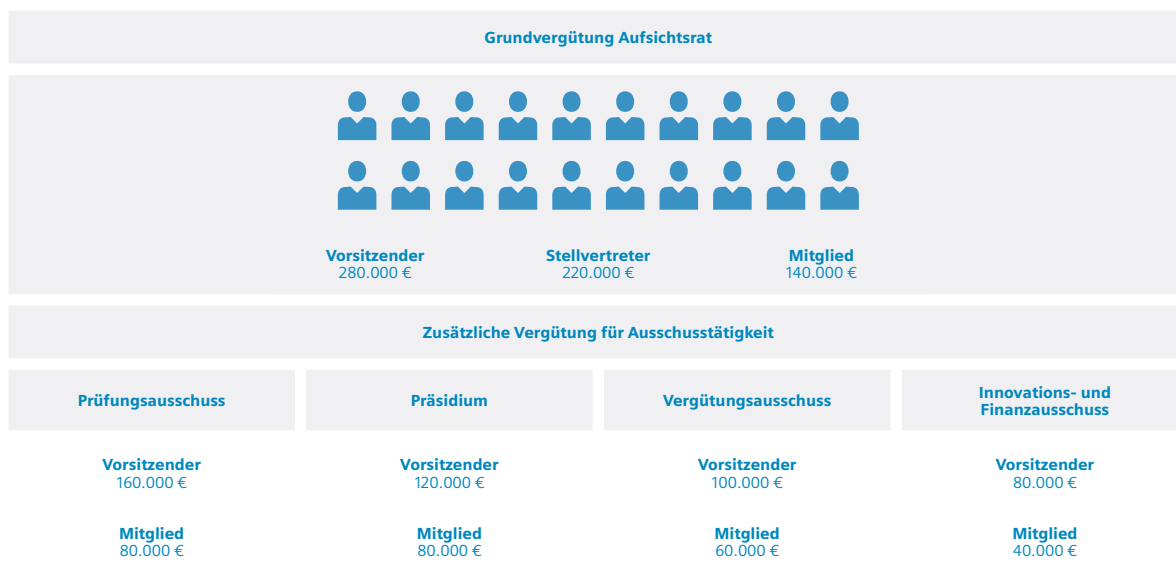 Grundvergütung Aufsichtsrat
Vorsitzender
280.000 €
Stellvertreter
220.000 €
Mitglied
140.000 €
Zusätzliche Vergütung für Ausschusstätigkeit
Prüfungsausschuss
Vorsitzender
160.000 €
Mitglied
80.000 €
Präsidium
Vorsitzender
120.000 €
Mitglied
80.000 €
Vergütungsausschuss
Vorsitzender
100.000 €
Mitglied
60.000 €
Innovations- und
Finanzausschuss
Vorsitzender
80.000 €
Mitglied
40.000 €